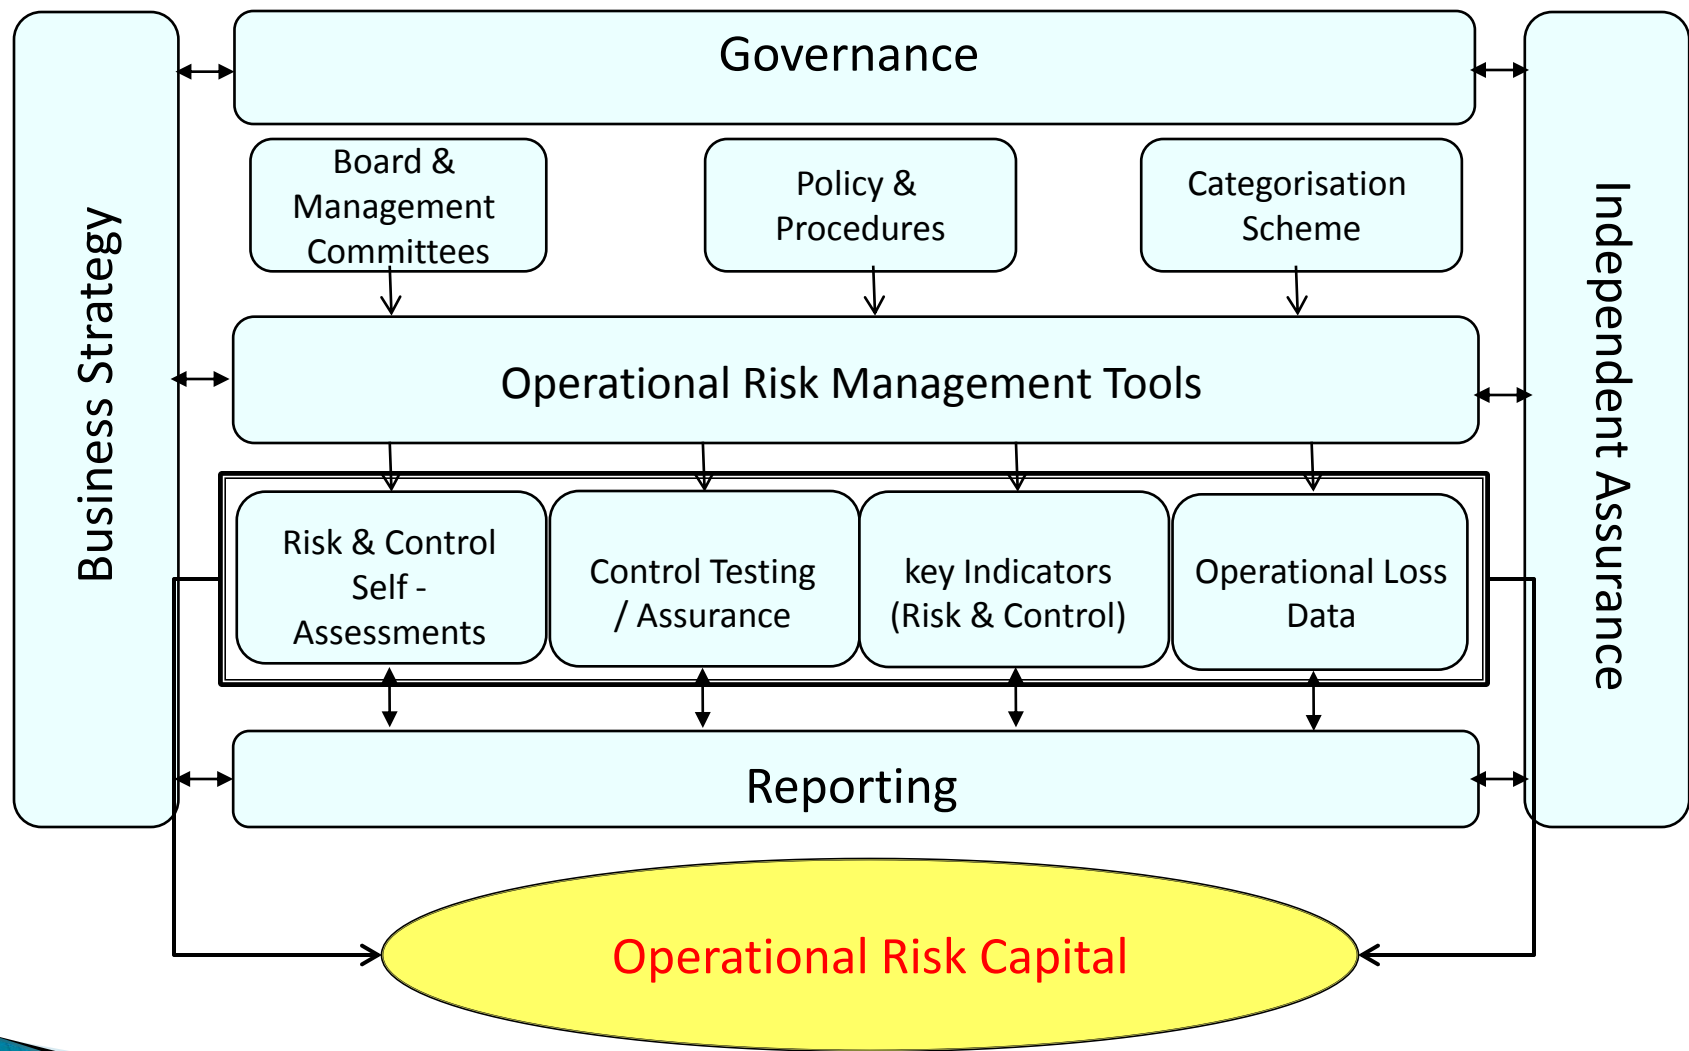 Governance
Board &
Management
Committees
Policy &
Procedures
Categorisation
Scheme
Business Strategy
Independent Assurance
Operational Risk Management Tools
Risk & Control
Self -
Assessments
Control Testing
/ Assurance
key Indicators
(Risk & Control)
Operational Loss
Data
Reporting
Operational Risk Capital